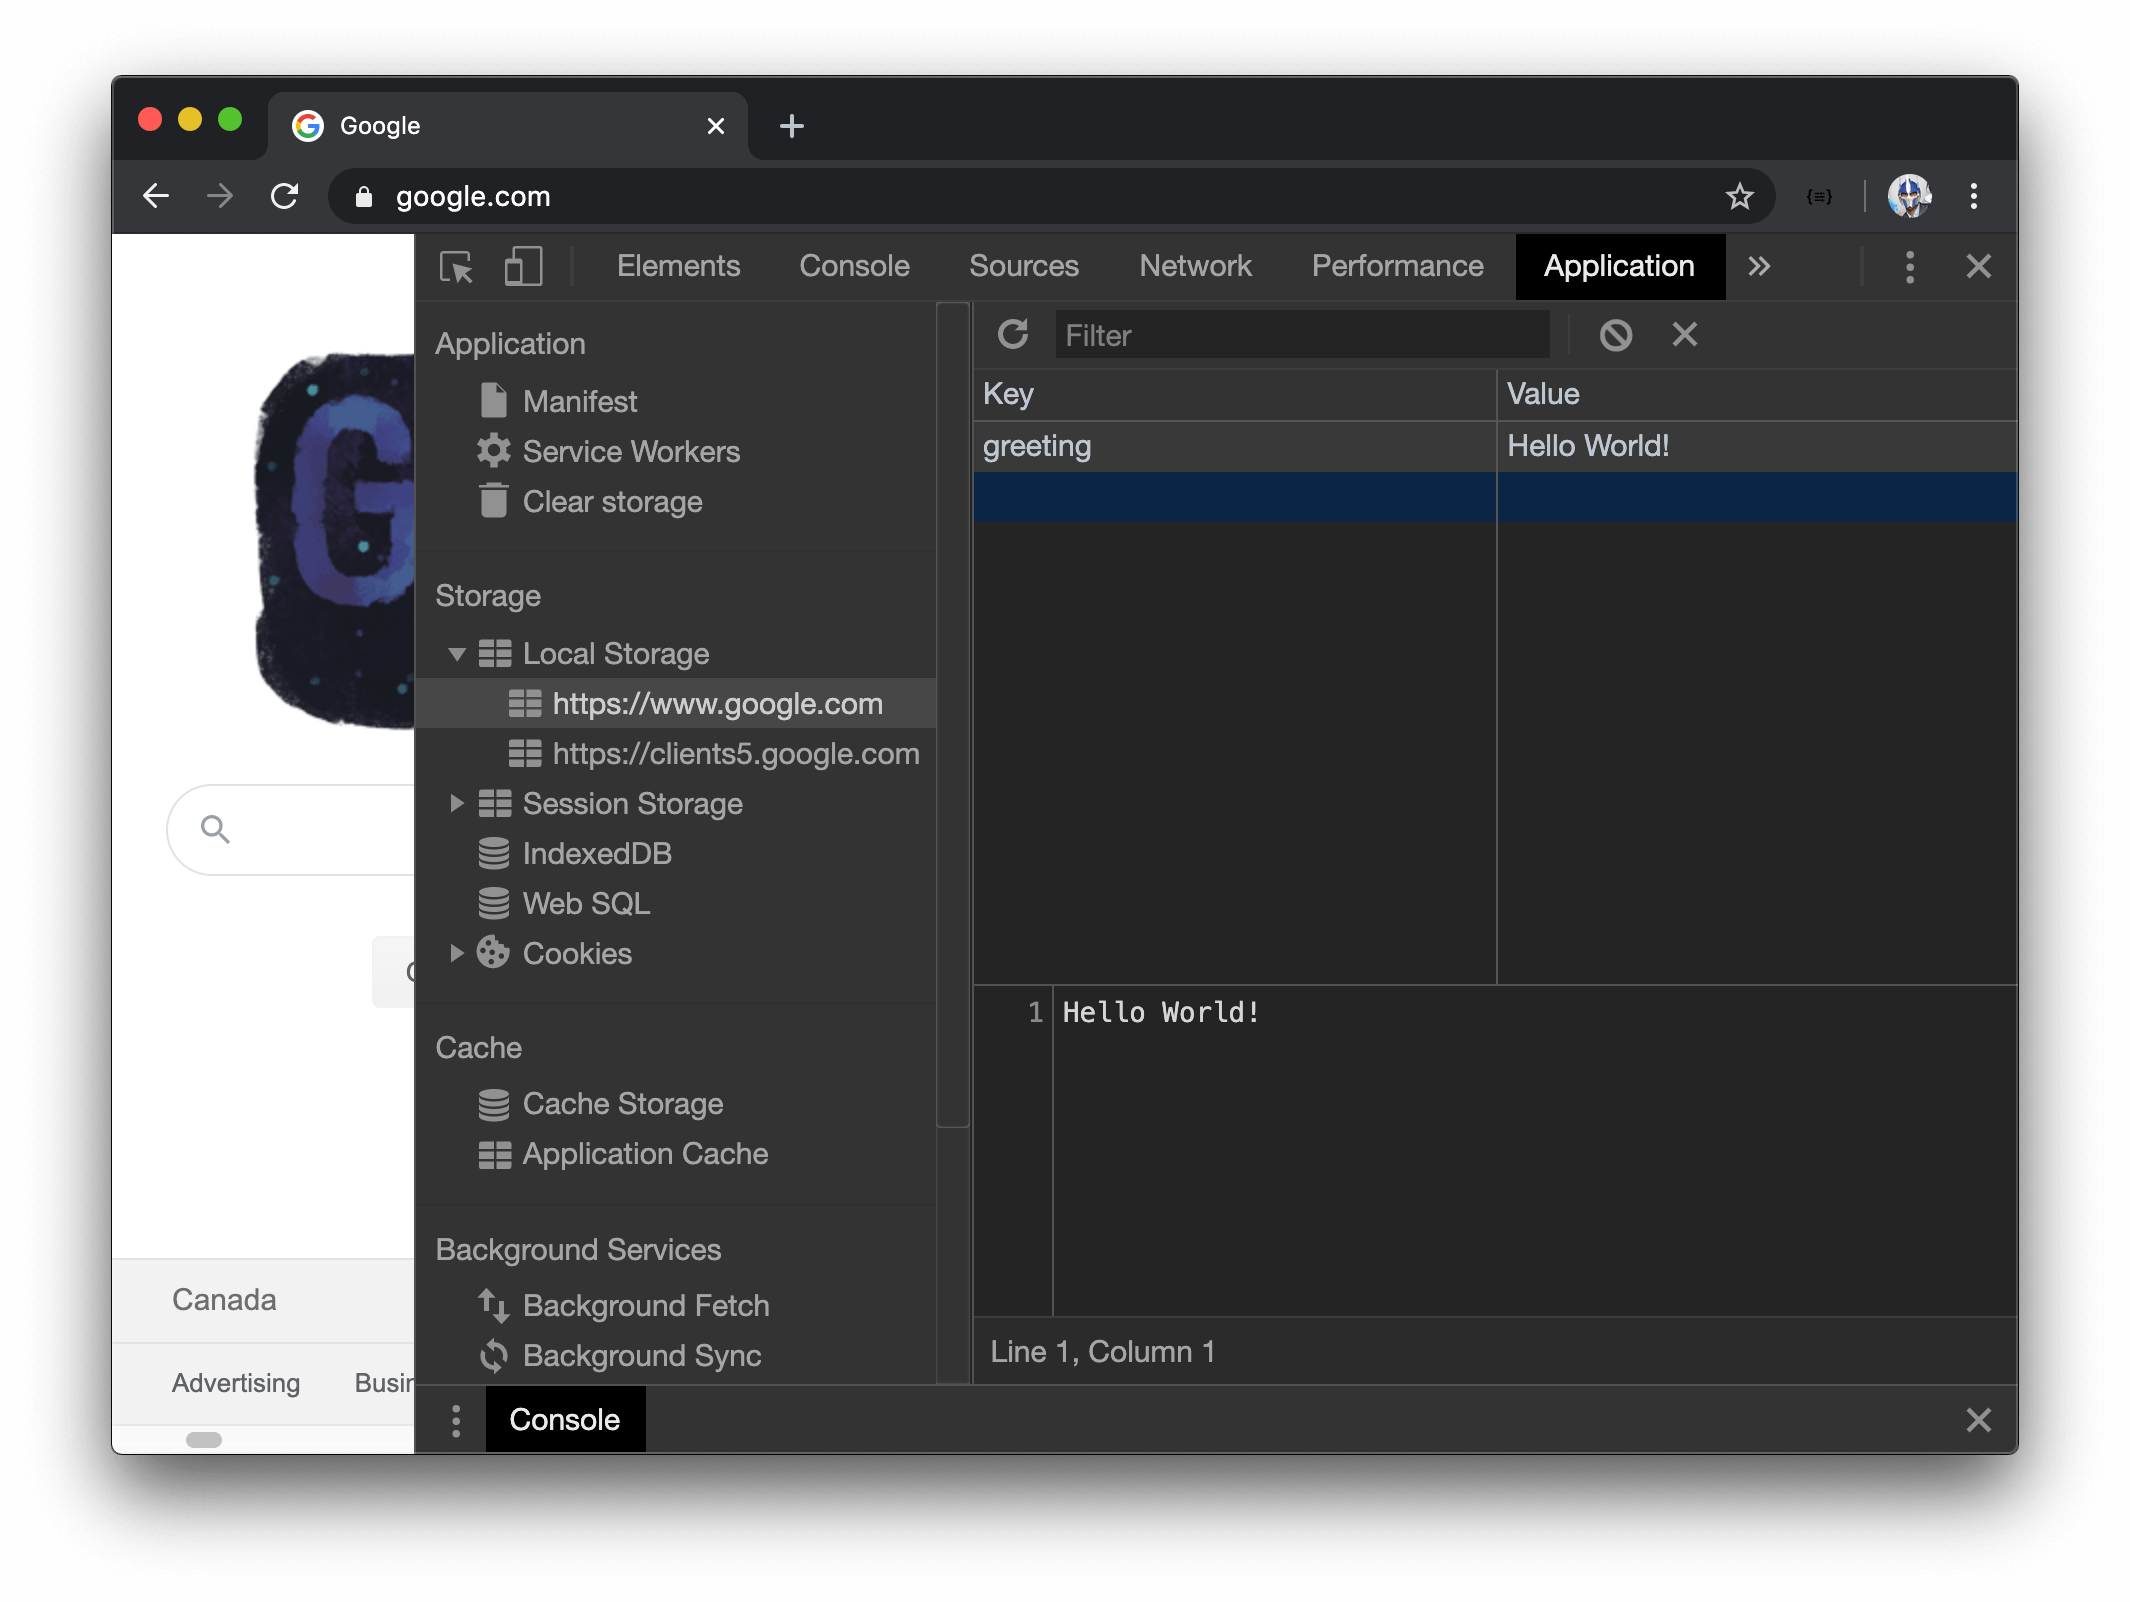 Google
google.com
Elements
Console
Sources
Network
Performance
Application
Application
Manifest
Service Workers
Clear storage
Storage
Local Storage
https://www.google.com
https://clients5.google.com
Session Storage
IndexedDB
Web SQL
Cookies
Cache
Cache Storage
Application Cache
Background Services
Background Fetch
Background Sync
Filter
Key Value
greeting Hello World!
1 Hello World!
Line 1, Column 1
Console
G
Canada
Advertising